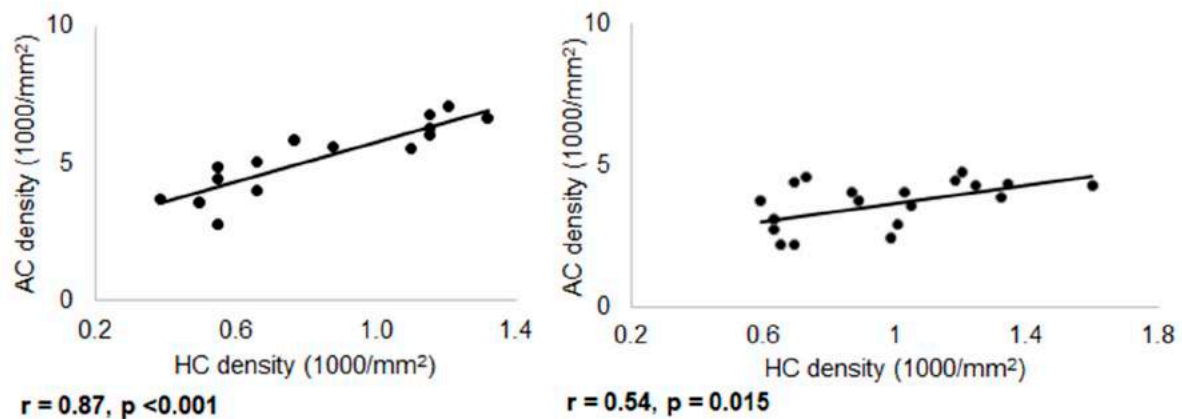 10
5
0
AC density (1000/mm²)
0.2 0.6 1.0 1.4
HC density (1000/mm²)
r = 0.87, p <0.001
10
5
0
AC density (1000/mm²)
0.2 0.6 1 1.4 1.8
HC density (1000/mm²)
r = 0.54, p = 0.015